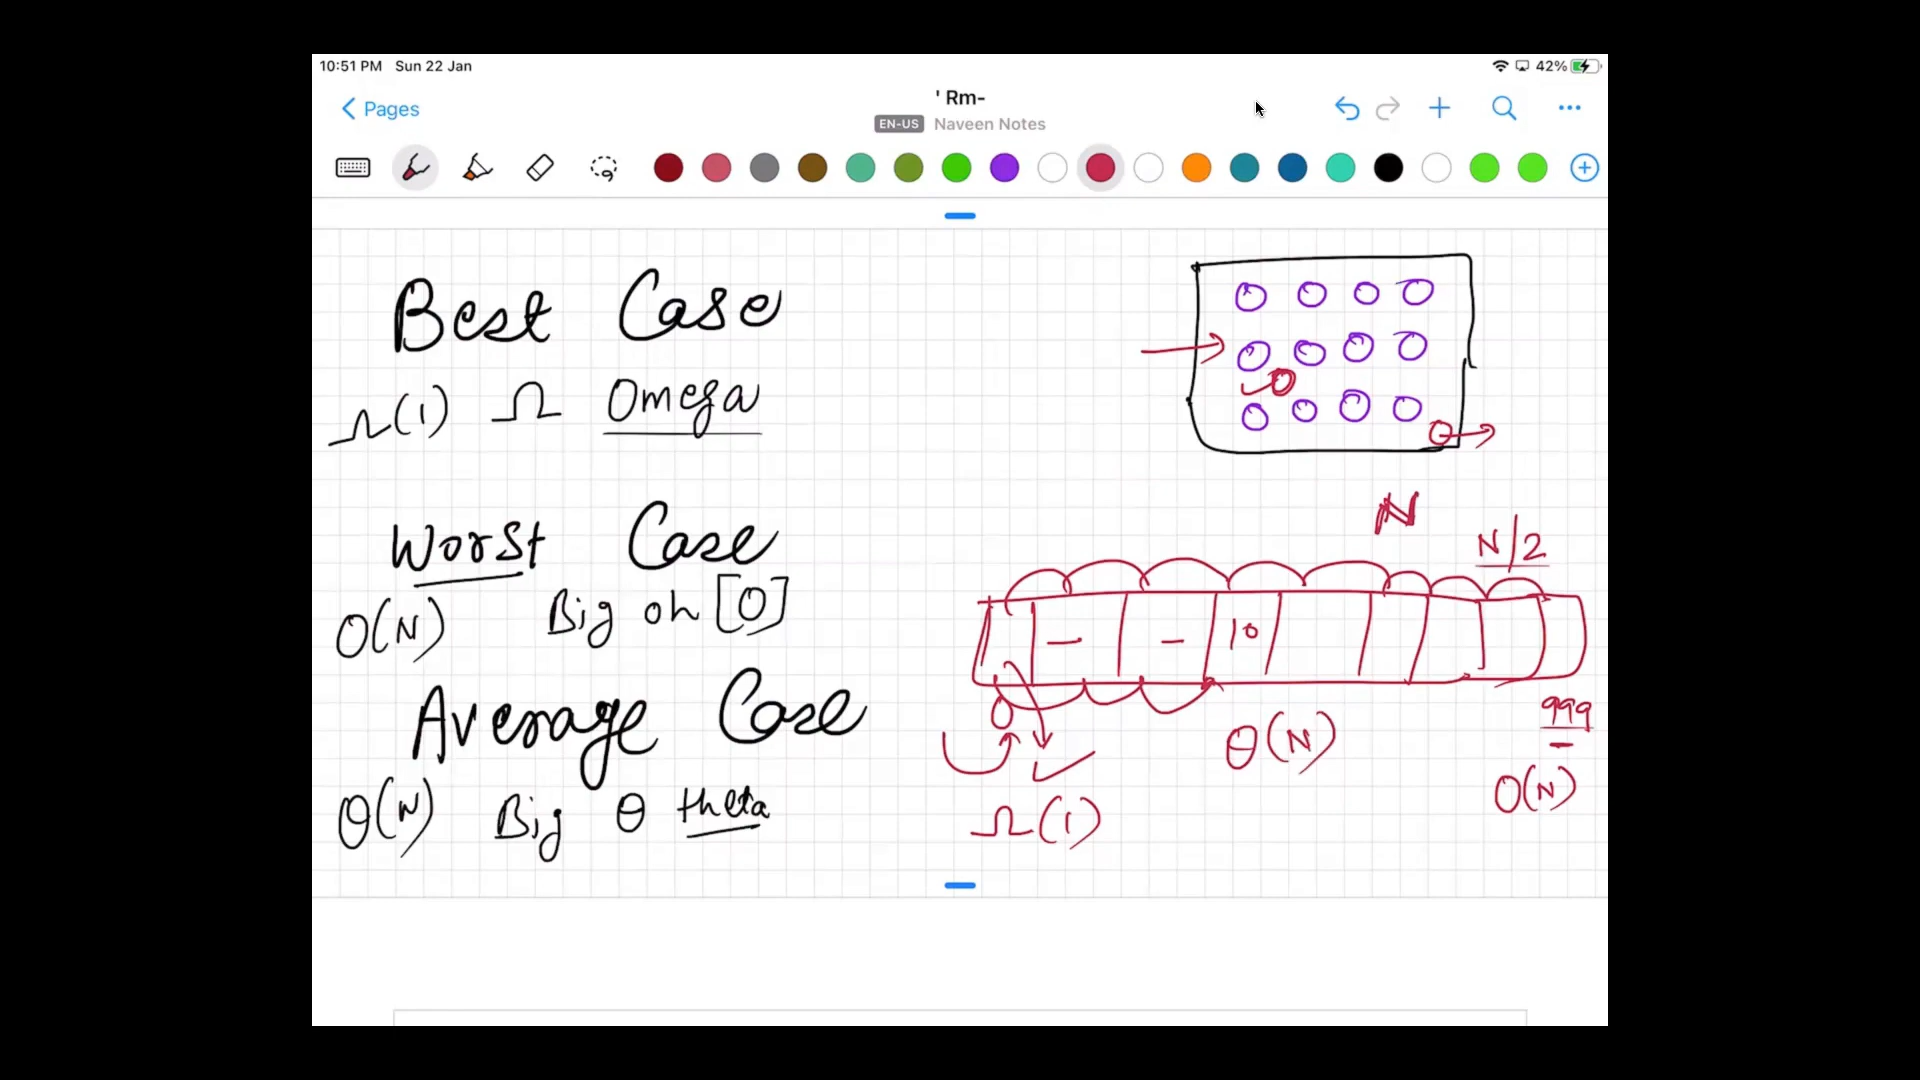 10:51 PM Sun 22 Jan
42%
Pages
' Rm-
EN-US Naveen Notes
Best Case
Ω(1) Ω Omega
Worst Case
O(N) Big oh [O]
Average Case
Θ(N) Big Θ theta
N
N/2
10
0
999
Θ(N)
O(N)
Ω(1)